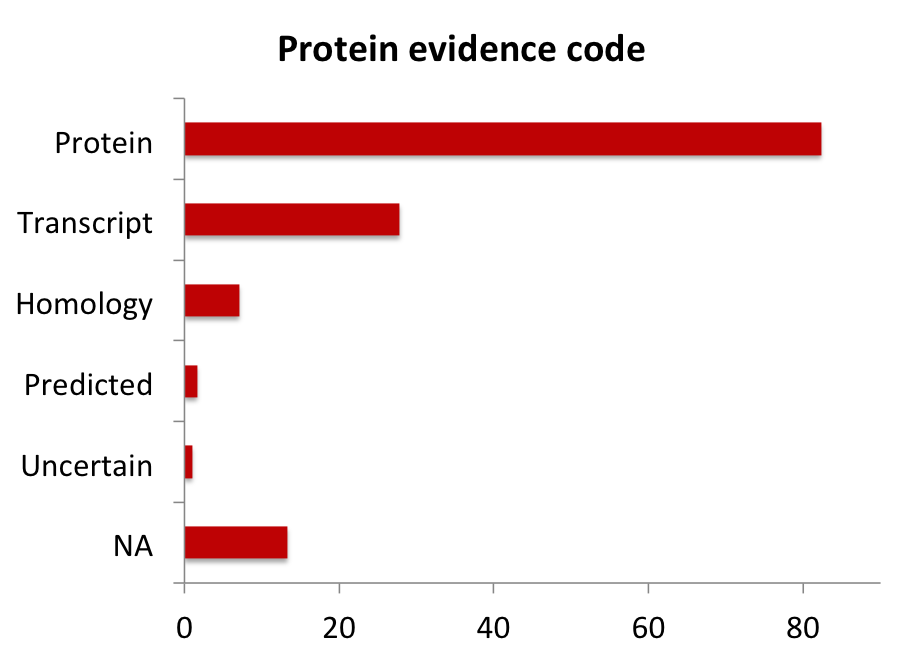 Protein evidence code
Protein
Transcript
Homology
Predicted
Uncertain
NA
0 20 40 60 80